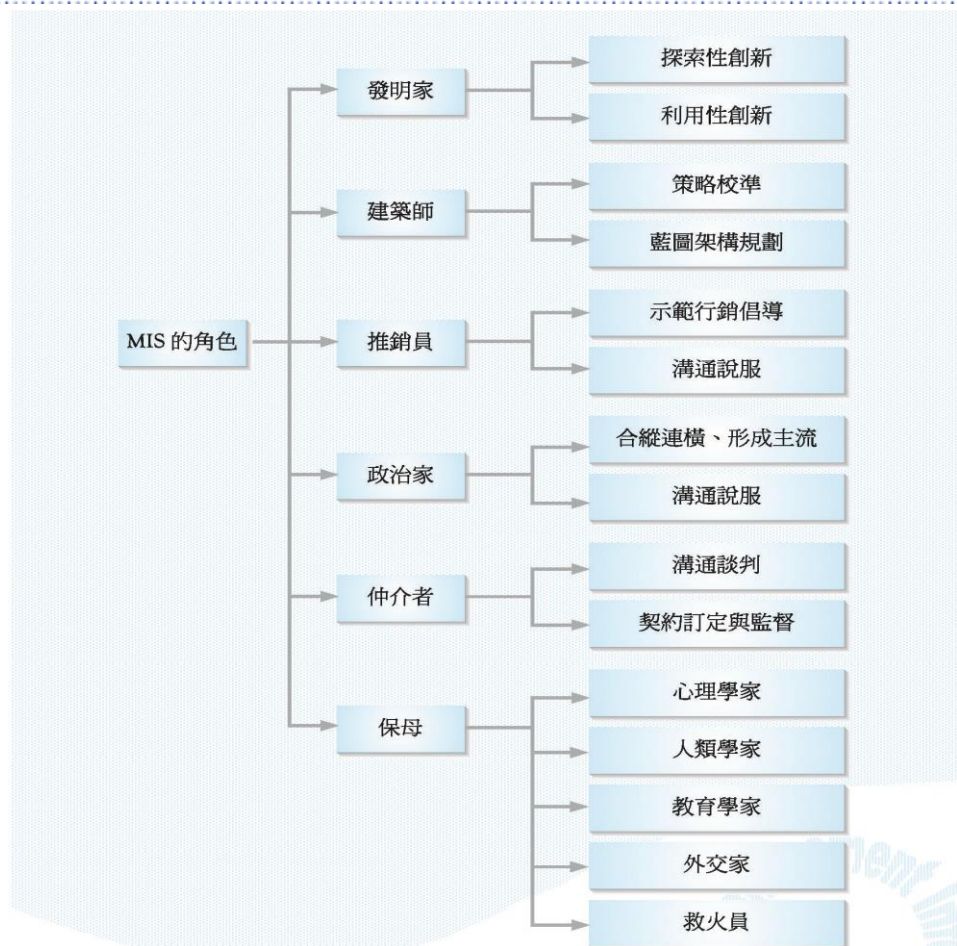 MIS 的角色
發明家
探索性創新
利用性創新
建築師
策略校準
藍圖架構規劃
推銷員
示範行銷倡導
溝通說服
政治家
合縱連橫、形成主流
溝通說服
仲介者
溝通談判
契約訂定與監督
保母
心理學家
人類學家
教育學家
外交家
救火員